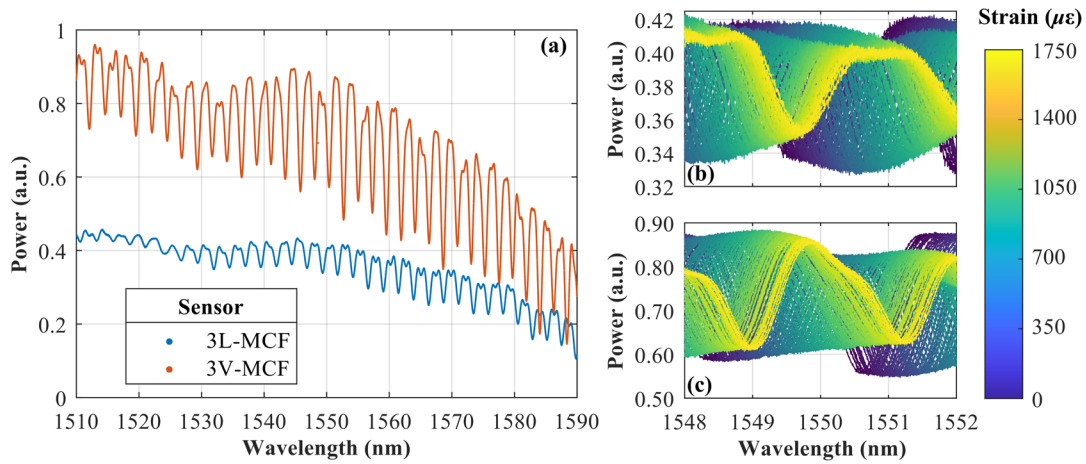 (a)
Power (a.u.)
1
0.8
0.6
0.4
0.2
0
Sensor
3L-MCF
3V-MCF
1510 1520 1530 1540 1550 1560 1570 1580 1590
Wavelength (nm)
Power (a.u.)
0.42
0.40
0.38
0.36
0.34
0.32
(b)
Power (a.u.)
0.90
0.80
0.70
0.60
0.50
(c)
1548 1549 1550 1551 1552
Wavelength (nm)
Strain (με)
1750
1400
1050
700
350
0